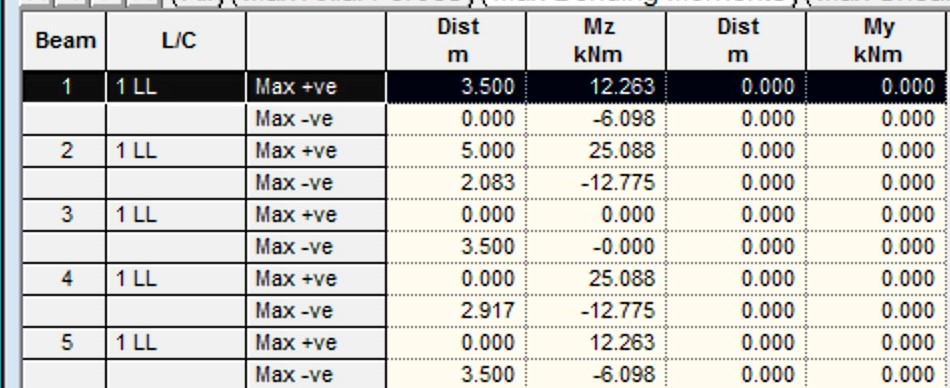 Beam L/C Dist m Mz kNm Dist m My kNm
1 1 LL Max +ve 3.500 12.263 0.000 0.000
Max -ve 0.000 -6.098 0.000 0.000
2 1 LL Max +ve 5.000 25.088 0.000 0.000
Max -ve 2.083 -12.775 0.000 0.000
3 1 LL Max +ve 0.000 0.000 0.000 0.000
Max -ve 3.500 -0.000 0.000 0.000
4 1 LL Max +ve 0.000 25.088 0.000 0.000
Max -ve 2.917 -12.775 0.000 0.000
5 1 LL Max +ve 0.000 12.263 0.000 0.000
Max -ve 3.500 -6.098 0.000 0.000